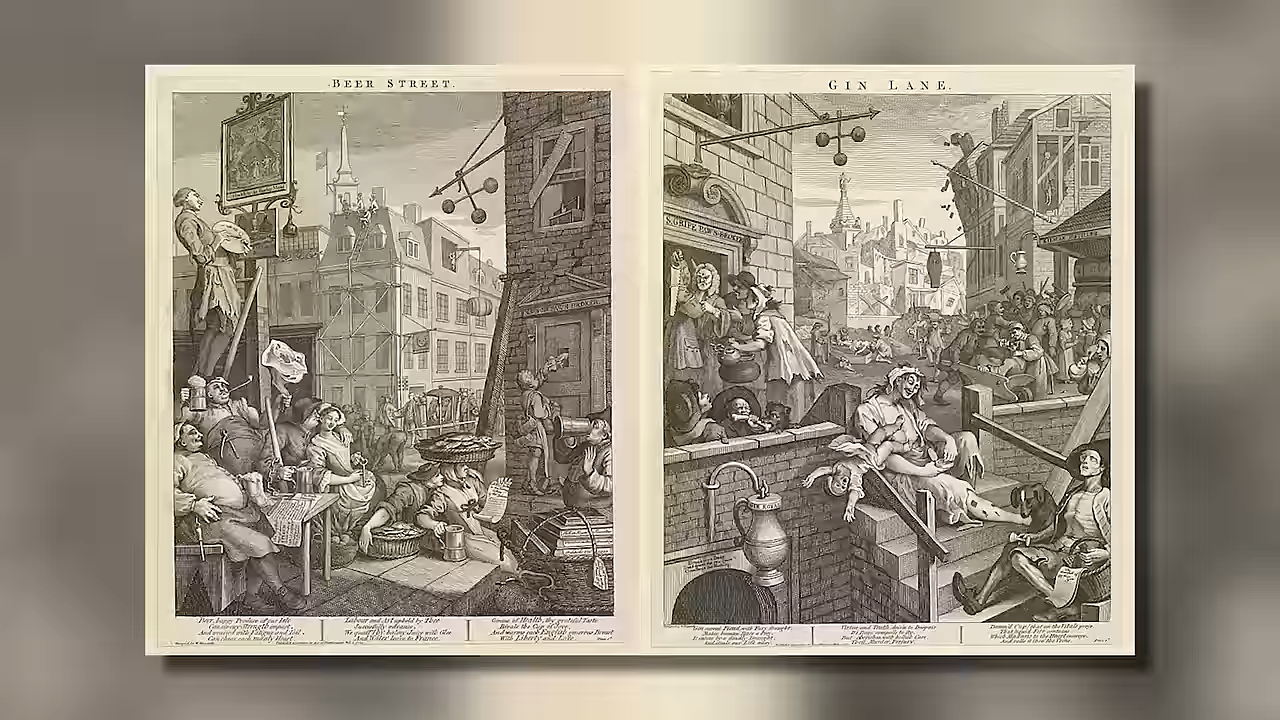 BEER STREET.
GIN LANE.
S. GRIPE PAWN-BROKER
Beer, happy Produce of our Isle
Can sinewy Strength impart,
And wearied with Fatigue and Toil
Can chear each manly Heart.
Labour and Art upheld by Thee
Successfully advance,
We quaff Thy balmy Juice with Glee
And Water leave to France.
Genius of Health, thy grateful Taste
Rivals the Cup of Jove,
And warms each English generous Breast
With Liberty and Love.
Gin cursed Fiend, with Fury fraught,
Makes human Race a Prey;
It enters by a deadly Draught,
And steals our Life away.
Virtue and Truth, driv'n to Despair
It's Rage compells to fly,
But cherishes with hellish Care
Theft, Murder, Perjury.
Damn'd Cup! that on the Vitals preys,
That liquid Fire contains
Which Madness to the Heart conveys,
And rolls it thro' the Veins.